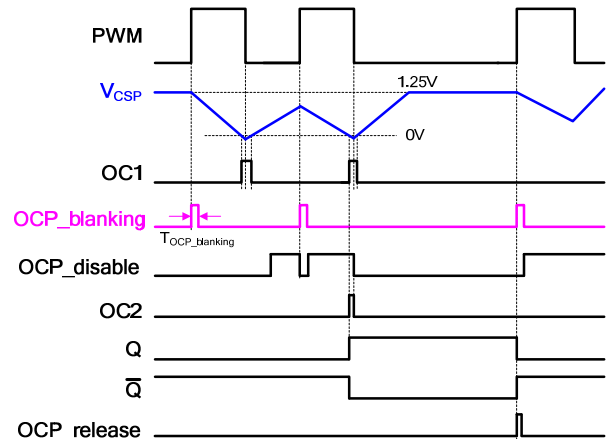 PWM
VCSP
1.25V
0V
OC1
OCP_blanking
TOCP_blanking
OCP_disable
OC2
Q
Q̅
OCP_release